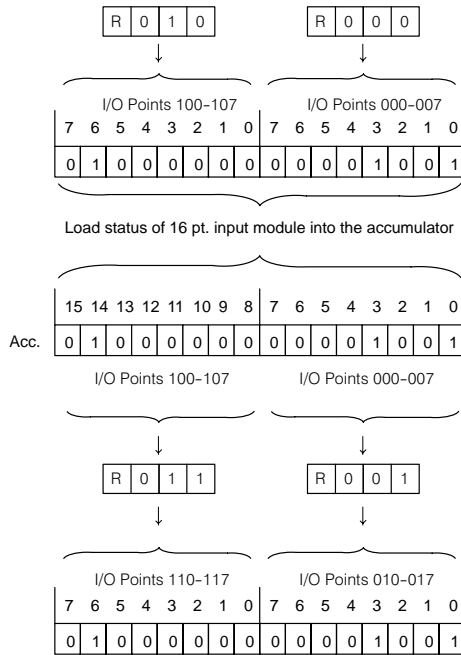 R 0 1 0 R 0 0 0
I/O Points 100-107 I/O Points 000-007
7 6 5 4 3 2 1 0 7 6 5 4 3 2 1 0
0 1 0 0 0 0 0 0 0 0 0 0 1 0 0 1
Load status of 16 pt. input module into the accumulator
15 14 13 12 11 10 9 8 7 6 5 4 3 2 1 0
Acc. 0 1 0 0 0 0 0 0 0 0 0 0 1 0 0 1
I/O Points 100-107 I/O Points 000-007
R 0 1 1 R 0 0 1
I/O Points 110-117 I/O Points 010-017
7 6 5 4 3 2 1 0 7 6 5 4 3 2 1 0
0 1 0 0 0 0 0 0 0 0 0 0 1 0 0 1